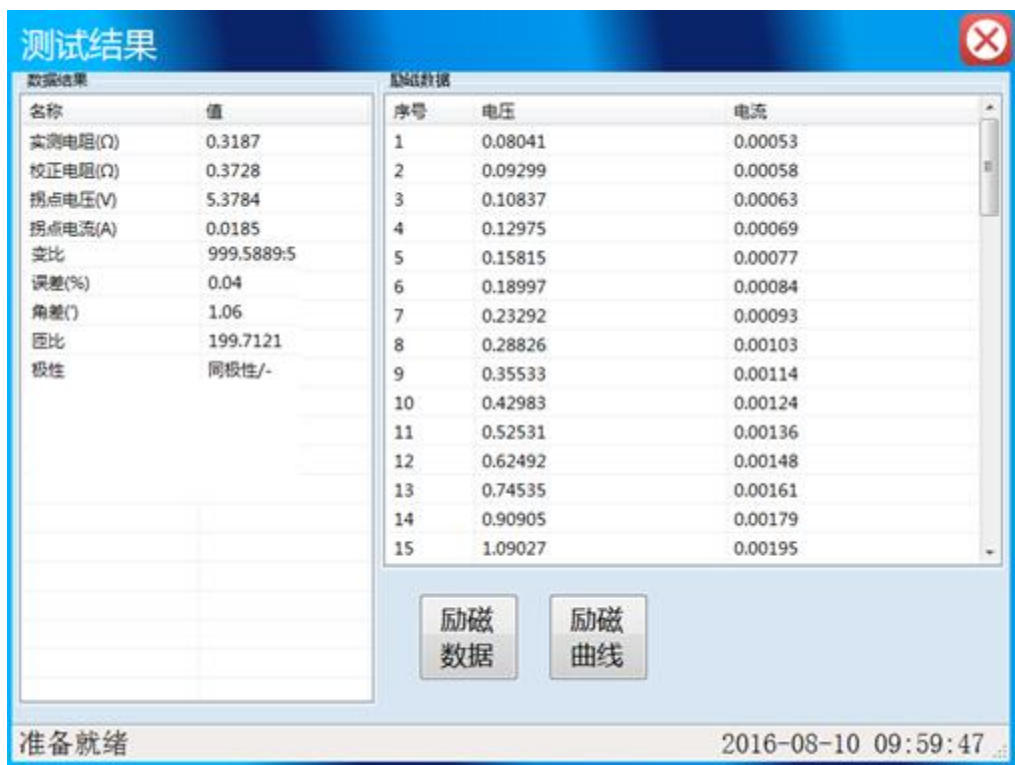 测试结果
数据结果
名称 值
实测电阻(Ω) 0.3187
校正电阻(Ω) 0.3728
拐点电压(V) 5.3784
拐点电流(A) 0.0185
变比 999.5889:5
误差(%) 0.04
角差(') 1.06
匝比 199.7121
极性 同极性/-
励磁数据
序号 电压 电流
1 0.08041 0.00053
2 0.09299 0.00058
3 0.10837 0.00063
4 0.12975 0.00069
5 0.15815 0.00077
6 0.18997 0.00084
7 0.23292 0.00093
8 0.28826 0.00103
9 0.35533 0.00114
10 0.42983 0.00124
11 0.52531 0.00136
12 0.62492 0.00148
13 0.74535 0.00161
14 0.90905 0.00179
15 1.09027 0.00195
励磁
数据
励磁
曲线
准备就绪 2016-08-10 09:59:47